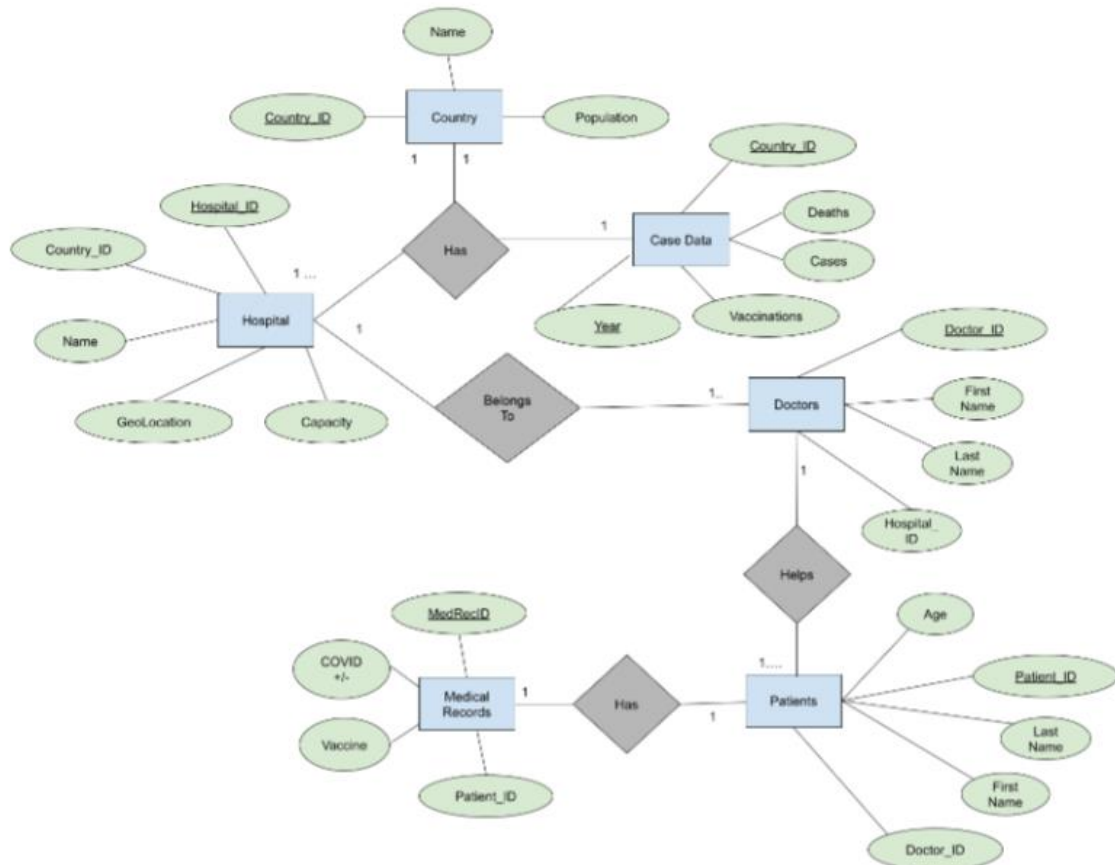 Name
Country_ID
Country
Population
1
1
Country_ID
Hospital_ID
Deaths
Country_ID
Has
1
Case Data
Cases
1 ...
Hospital
1
Year
Vaccinations
Name
Doctor_ID
GeoLocation
Capacity
Belongs
To
1..
Doctors
First
Name
Last
Name
1
Hospital_
ID
Helps
MedRecID
Age
COVID
+/-
1....
Patient_ID
Medical
Records
1
Has
1
Patients
Vaccine
Last
Name
Patient_ID
First
Name
Doctor_ID